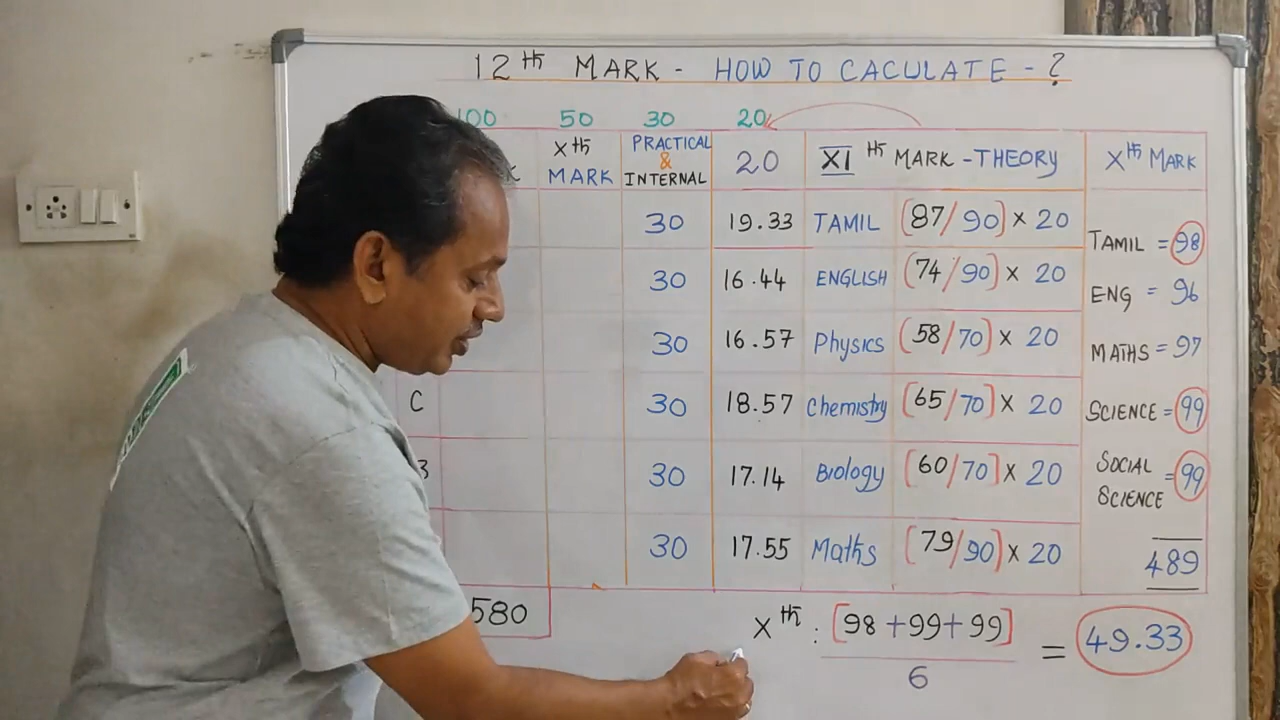 12th MARK - HOW TO CACULATE - ?
100 50 30 20
Xth MARK PRACTICAL & INTERNAL 20 XI th MARK - THEORY Xth MARK
30 19.33 TAMIL (87/90) × 20 TAMIL = 98
30 16.44 ENGLISH (74/90) × 20 ENG = 96
30 16.57 Physics (58/70) × 20 MATHS = 97
C 30 18.57 Chemistry (65/70) × 20 SCIENCE = 99
B 30 17.14 Biology (60/70) × 20 SOCIAL SCIENCE = 99
30 17.55 Maths (79/90) × 20 489
580 Xth : [98 + 99 + 99] = 49.33
6